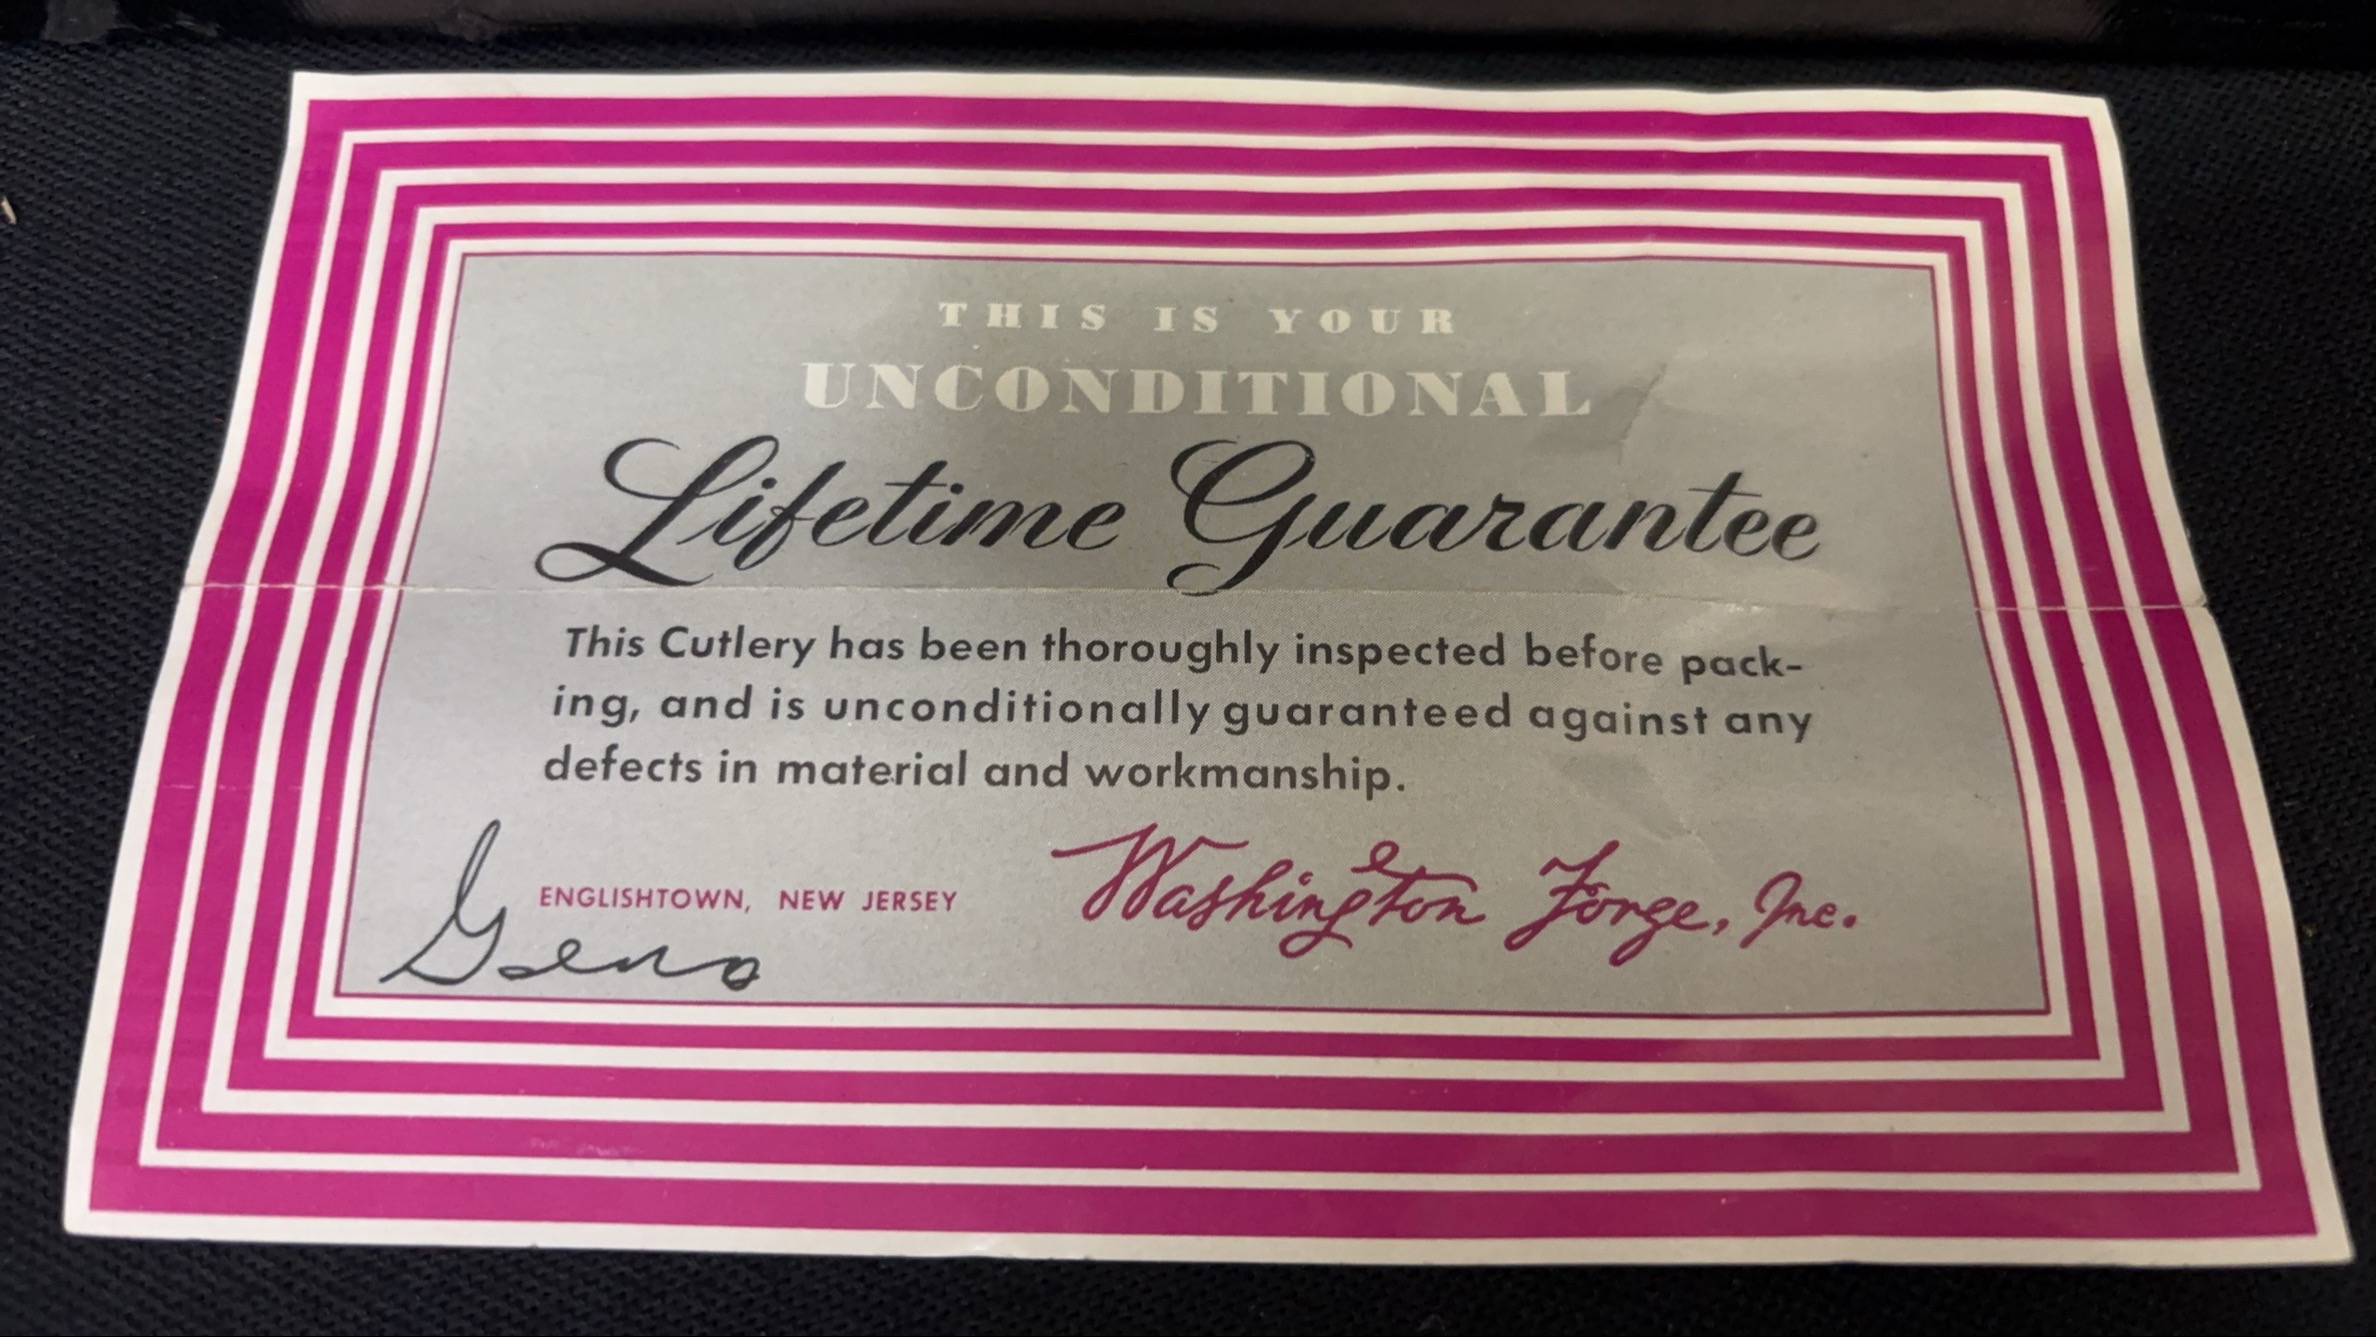 THIS IS YOUR
UNCONDITIONAL
Lifetime Guarantee
This Cutlery has been thoroughly inspected before pack-
ing, and is unconditionally guaranteed against any
defects in material and workmanship.
ENGLISHTOWN, NEW JERSEY
Washington Forge, Inc.
Geno